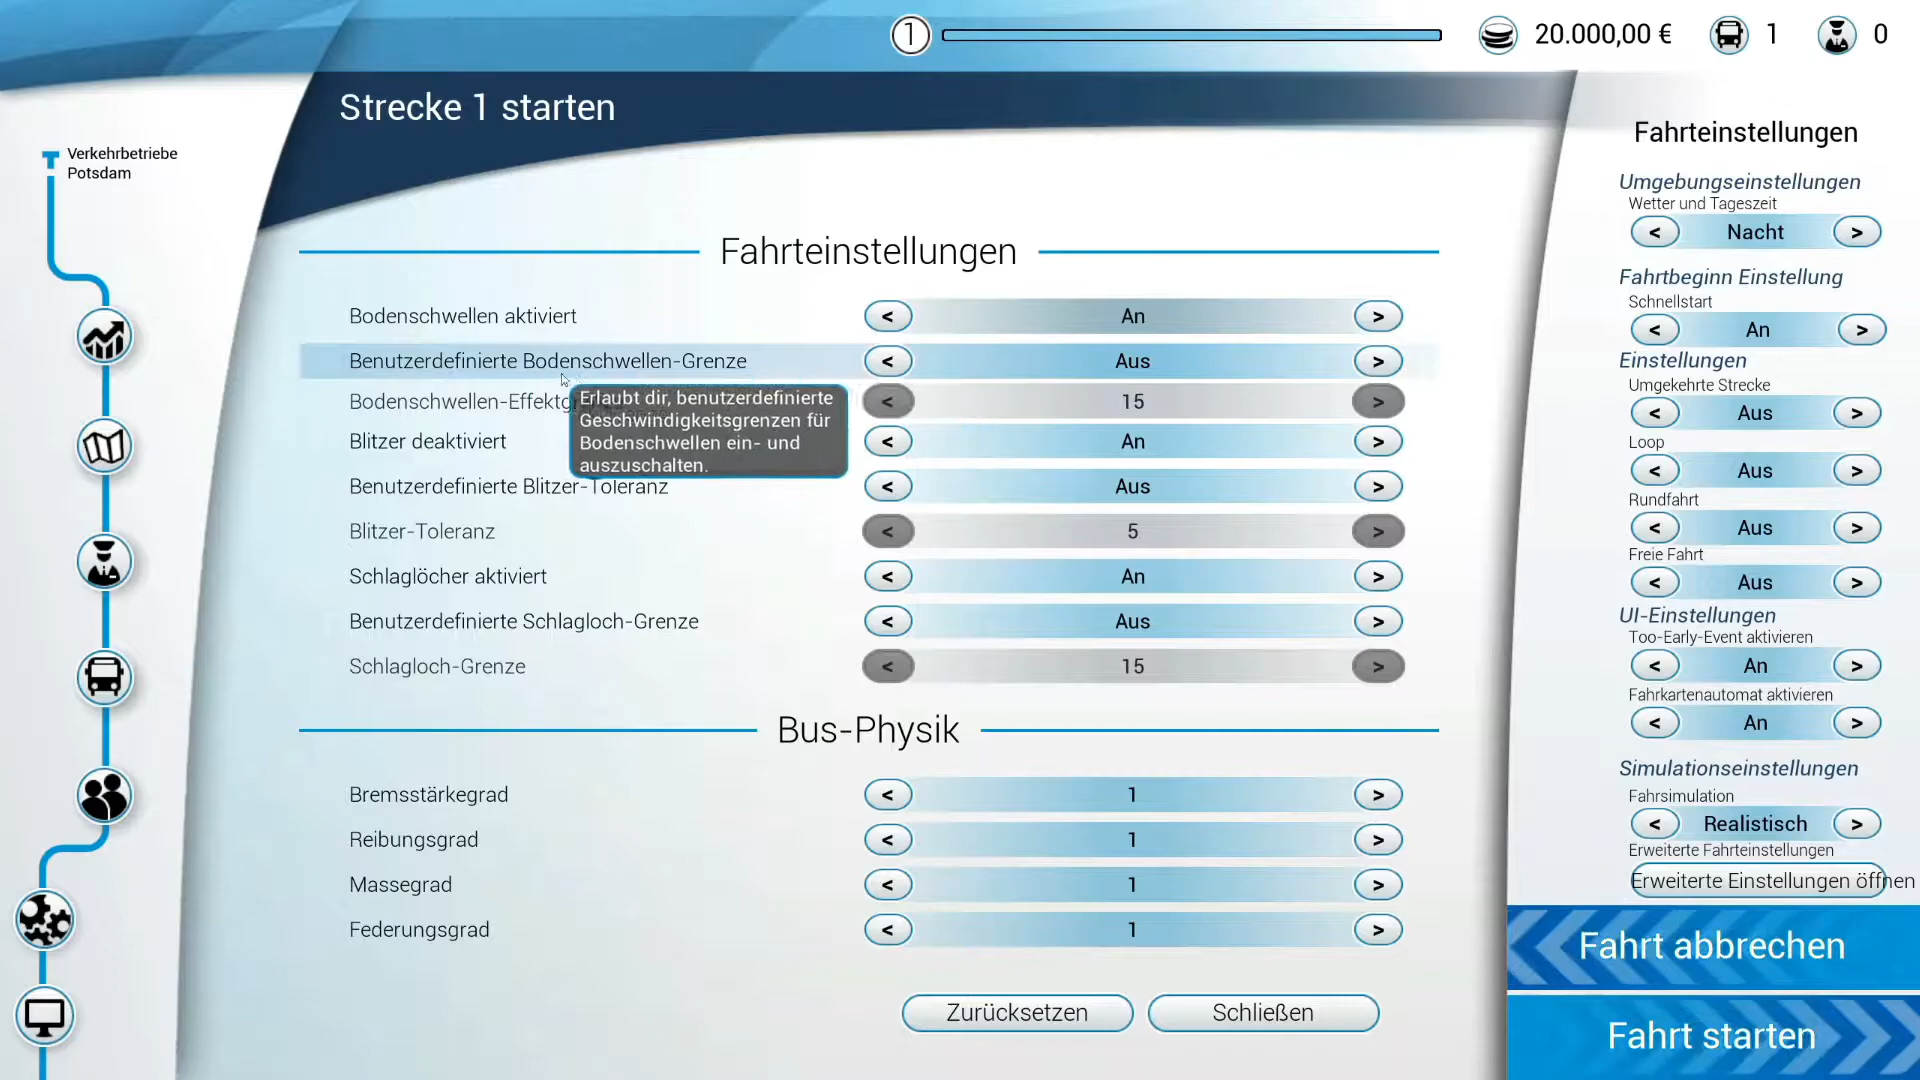 1
20.000,00 €
1
0
Strecke 1 starten
Verkehrbetriebe
Potsdam
Fahrteinstellungen
Bodenschwellen aktiviert
< An >
Benutzerdefinierte Bodenschwellen-Grenze
< Aus >
Bodenschwellen-Effektg
< 15 >
Erlaubt dir, benutzerdefinierte
Geschwindigkeitsgrenzen für
Bodenschwellen ein- und
auszuschalten.
Blitzer deaktiviert
< An >
Benutzerdefinierte Blitzer-Toleranz
< Aus >
Blitzer-Toleranz
< 5 >
Schlaglöcher aktiviert
< An >
Benutzerdefinierte Schlagloch-Grenze
< Aus >
Schlagloch-Grenze
< 15 >
Bus-Physik
Bremsstärkegrad
< 1 >
Reibungsgrad
< 1 >
Massegrad
< 1 >
Federungsgrad
< 1 >
Zurücksetzen
Schließen
Fahrteinstellungen
Umgebungseinstellungen
Wetter und Tageszeit
< Nacht >
Fahrtbeginn Einstellung
Schnellstart
< An >
Einstellungen
Umgekehrte Strecke
< Aus >
Loop
< Aus >
Rundfahrt
< Aus >
Freie Fahrt
< Aus >
UI-Einstellungen
Too-Early-Event aktivieren
< An >
Fahrkartenautomat aktivieren
< An >
Simulationseinstellungen
Fahrsimulation
< Realistisch >
Erweiterte Fahrteinstellungen
Erweiterte Einstellungen öffnen
Fahrt abbrechen
Fahrt starten